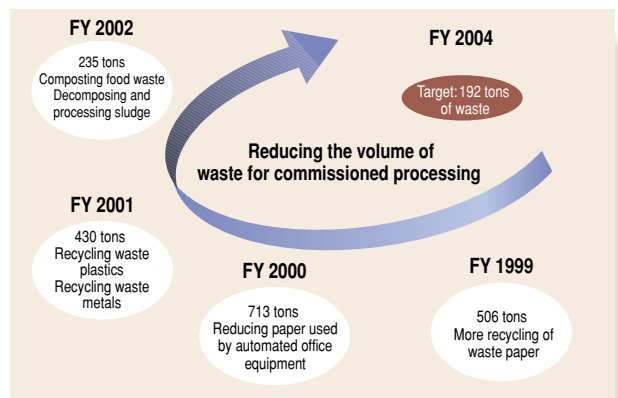 FY 2002
235 tons
Composting food waste
Decomposing and
processing sludge
FY 2004
Target: 192 tons
of waste
Reducing the volume of
waste for commissioned processing
FY 2001
430 tons
Recycling waste
plastics
Recycling waste
metals
FY 2000
713 tons
Reducing paper used
by automated office
equipment
FY 1999
506 tons
More recycling of
waste paper